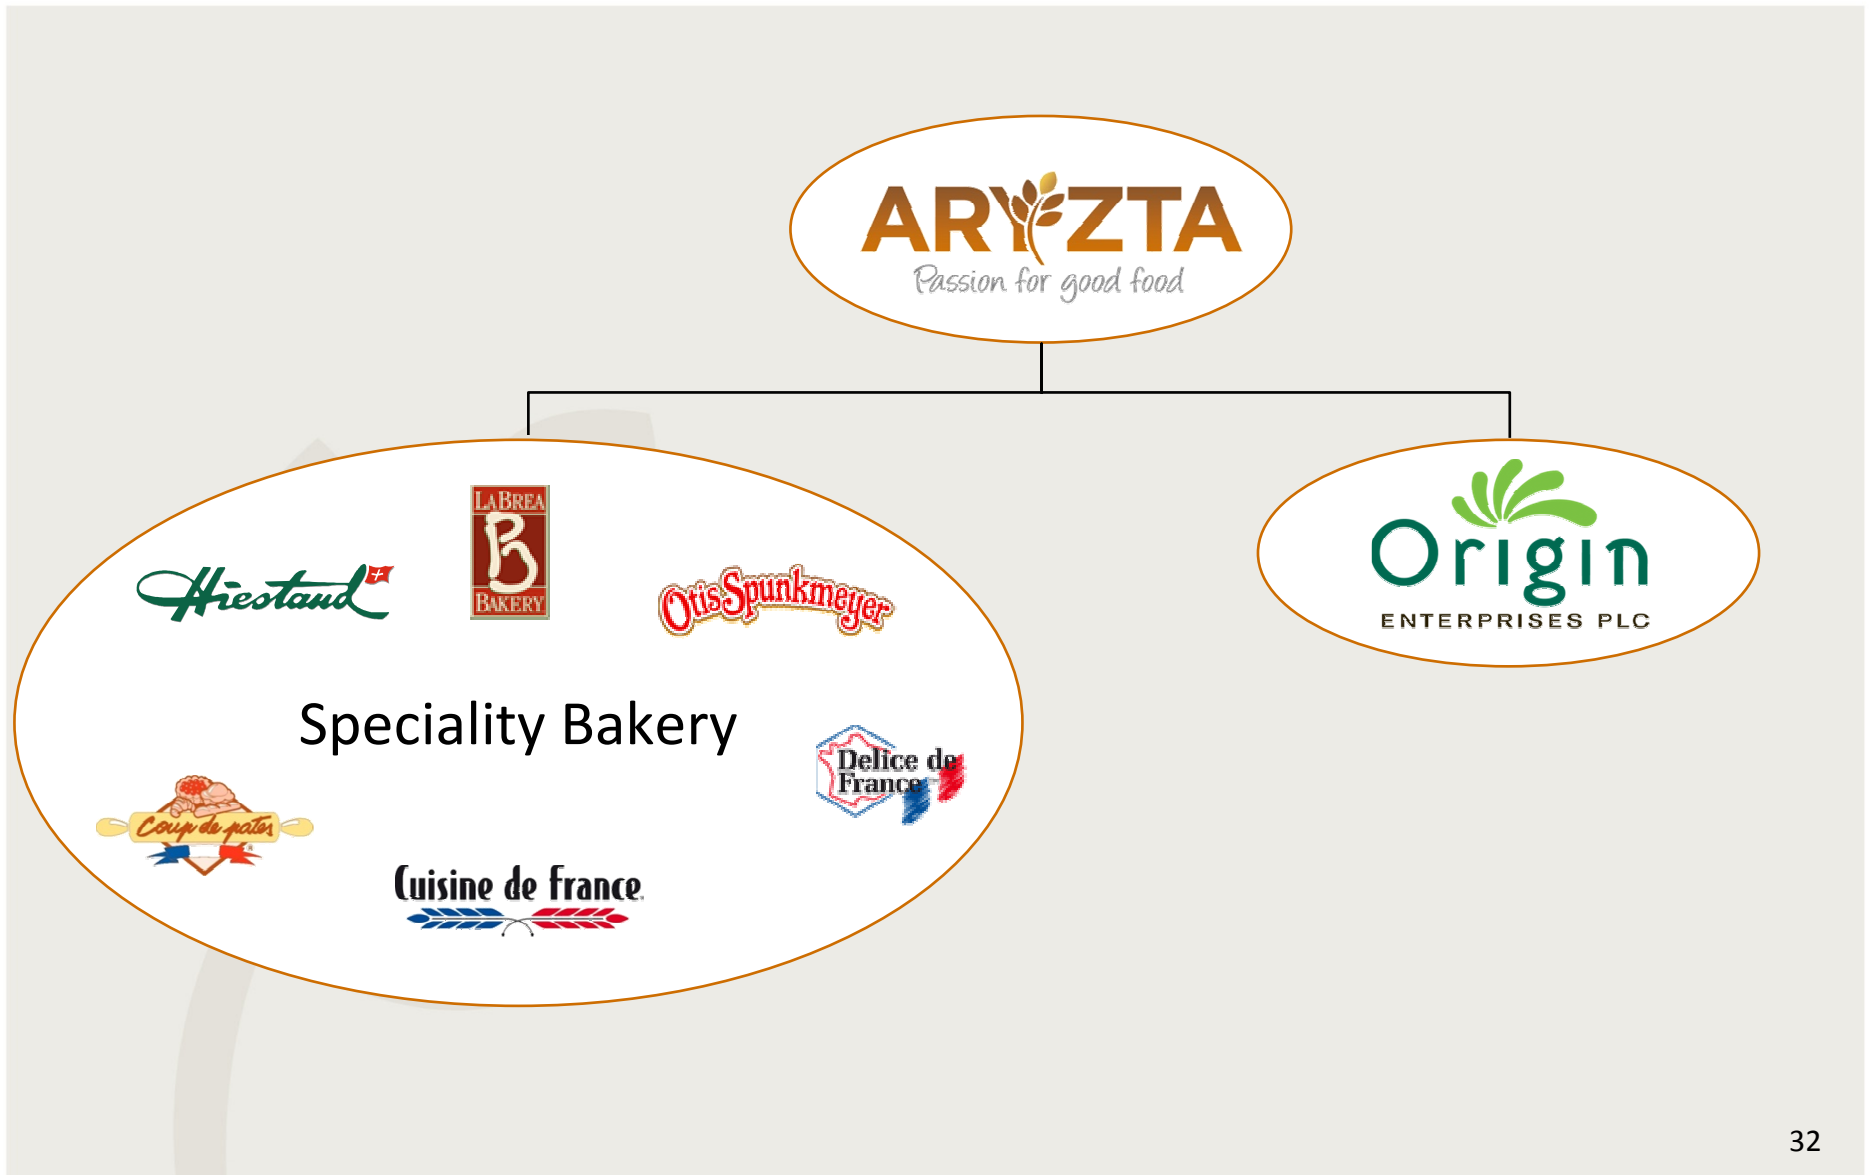 ARYZTA
Passion for good food
LA BREA
BAKERY
Hiestand
Otis Spunkmeyer
Origin
ENTERPRISES PLC
Speciality Bakery
Delice de
France
Coup de pates
Cuisine de France
32